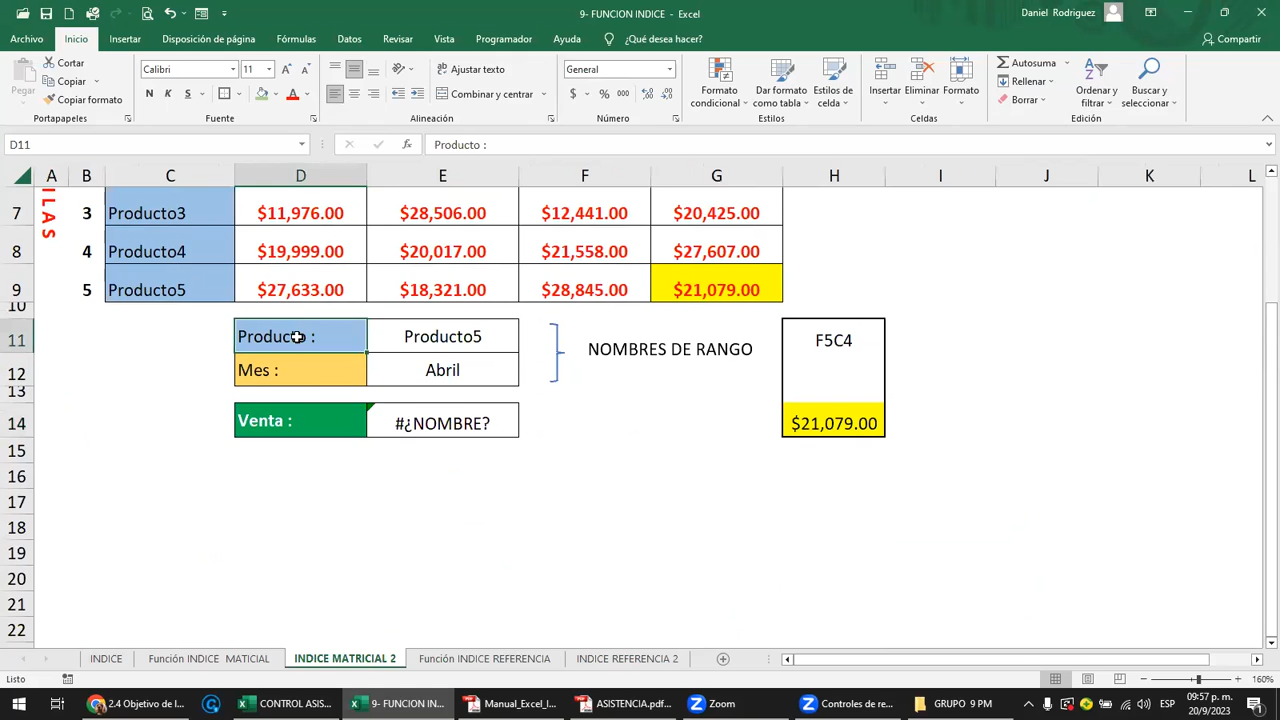 9- FUNCION INDICE - Excel
Daniel Rodriguez
Archivo Inicio Insertar Disposición de página Fórmulas Datos Revisar Vista Programador Ayuda ¿Qué desea hacer? Compartir
Pegar
Cortar
Copiar
Copiar formato
Calibri 11
N K S
Ajustar texto
Combinar y centrar
General
$ % 000
Formato condicional
Dar formato como tabla
Estilos de celda
Insertar Eliminar Formato
Autosuma
Rellenar
Borrar
Ordenar y filtrar
Buscar y seleccionar
Portapapeles Fuente Alineación Número Estilos Celdas Edición
D11 fx Producto :
A B C D E F G H I J K L
I L A S
7 3 Producto3 $11,976.00 $28,506.00 $12,441.00 $20,425.00
8 4 Producto4 $19,999.00 $20,017.00 $21,558.00 $27,607.00
9 5 Producto5 $27,633.00 $18,321.00 $28,845.00 $21,079.00
10
11 Producto : Producto5 NOMBRES DE RANGO F5C4
12 Mes : Abril
13
14 Venta : #¿NOMBRE? $21,079.00
15
16
17
18
19
20
21
22
INDICE Función INDICE MATICIAL INDICE MATRICIAL 2 Función INDICE REFERENCIA INDICE REFERENCIA 2
Listo 160%
2.4 Objetivo de l... CONTROL ASIS... 9- FUNCION IN... Manual_Excel_I... ASISTENCIA.pdf... Zoom Controles de re... GRUPO 9 PM ESP 09:57 p. m.
20/9/2023